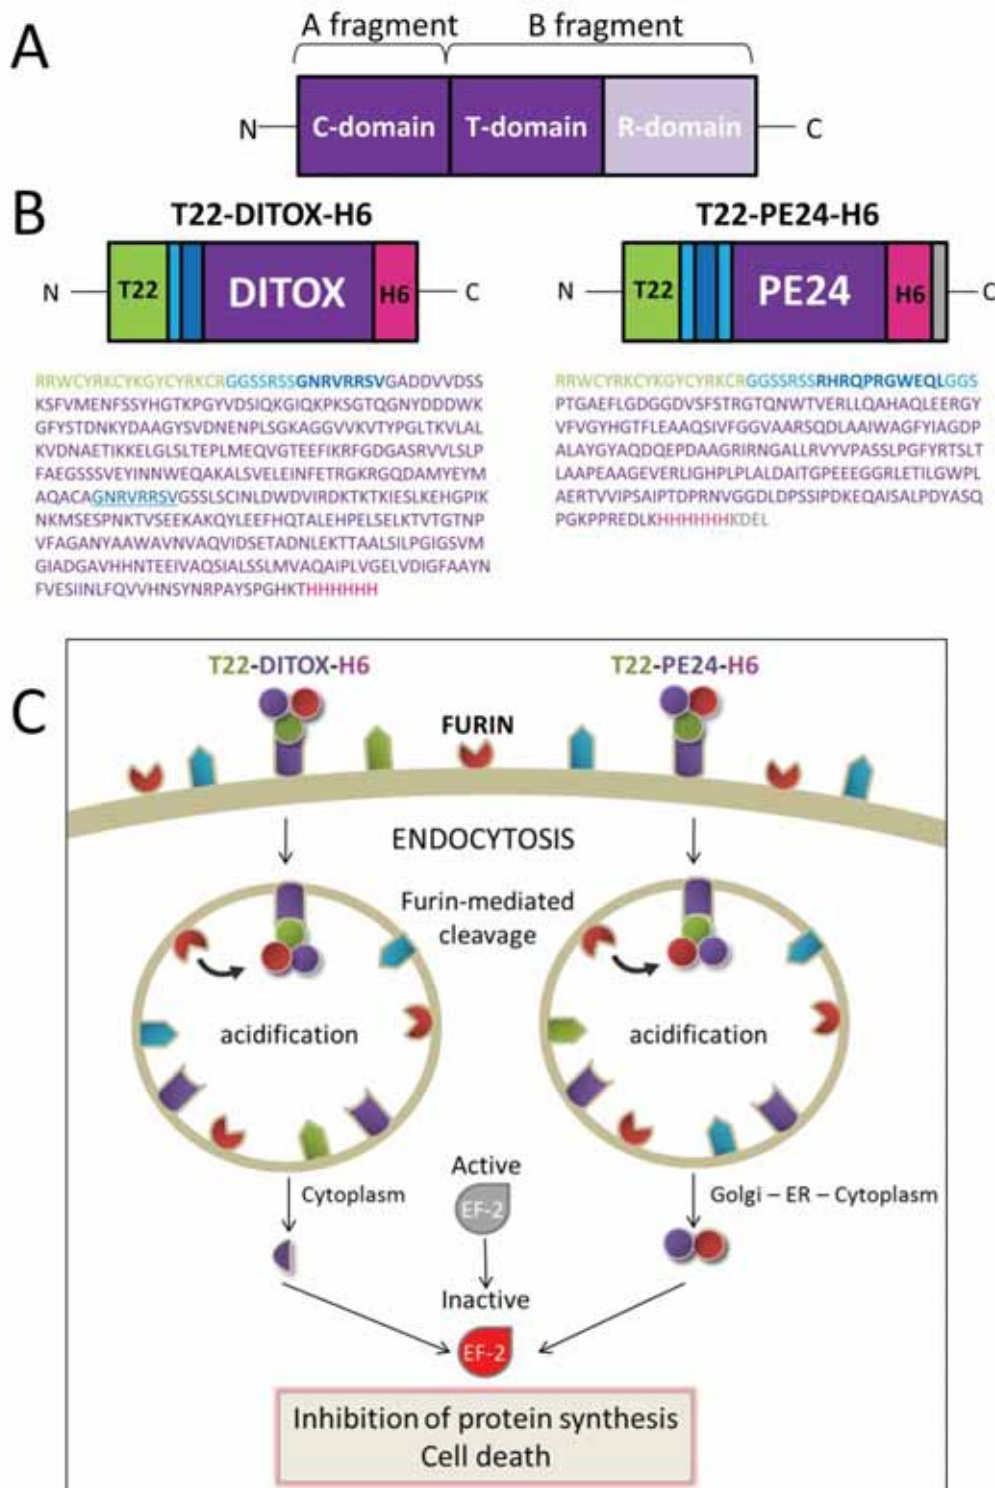 A
A fragment B fragment
N C-domain T-domain R-domain C
B
T22-DITOX-H6
N T22 DITOX H6 C
RRWCYRKCYKGYCYRKCRGGSSRSSGNRVRRSVGADDVVDSS
KSFVMENFSSYHGTKPGYVDSIQKGIQKPKSGTQGNYDDDWK
GFYSTDNKYDAAGYSVDNENPLSGKAGGVVKVTYPGLTKVLAL
KVDNAETIKKELGLSLTEPLMEQVGTEEFIKRFGDGASRVVLSLP
FAEGSSSVEYINNWEQAKALSVELEINFETRGKRGQDAMYEYM
AQACAGNRVRRSVGSSLSCINLDWDVIRDKTKTKIESLKEHGPIK
NKMSESPNKTVSEEKAKQYLEEFHQTALEHPELSELKTVTGTNP
VFAGANYAAWAVNVAQVIDSETADNLEKTTAALSILPGIGSVM
GIADGAVHHNTEEIVAQSIALSSLMVAQAIPLVGELVDIGFAAYN
FVESIINLFQVVHNSYNRPAYSPGHKTHHHHHH
T22-PE24-H6
N T22 PE24 H6 C
RRWCYRKCYKGYCYRKCRGGSSRSSRHRQPRGWEQLGGS
PTGAEFLGDGGDVSFSTRGTQNWTVERLLQAHAQLEERGY
VFVGYHGTFLEAAQSIVFGGVAARSQDLAAIWAGFYIAGDP
ALAYGYAQDQEPDAAGRIRNGALLRVYVPASSLPGFYRTSLT
LAAPEAAGEVERLIGHPLPLALDAITGPEEEGGRLETILGWPL
AERTVVIPSAIPTDPRNVGGDLDPSSIPDKEQAISALPDYASQ
PGKPPREDLKHHHHHHKDEL
C
T22-DITOX-H6 T22-PE24-H6
FURIN
ENDOCYTOSIS
Furin-mediated
cleavage
acidification acidification
Cytoplasm
Golgi – ER – Cytoplasm
Active
EF-2
Inactive
EF-2
Inhibition of protein synthesis
Cell death